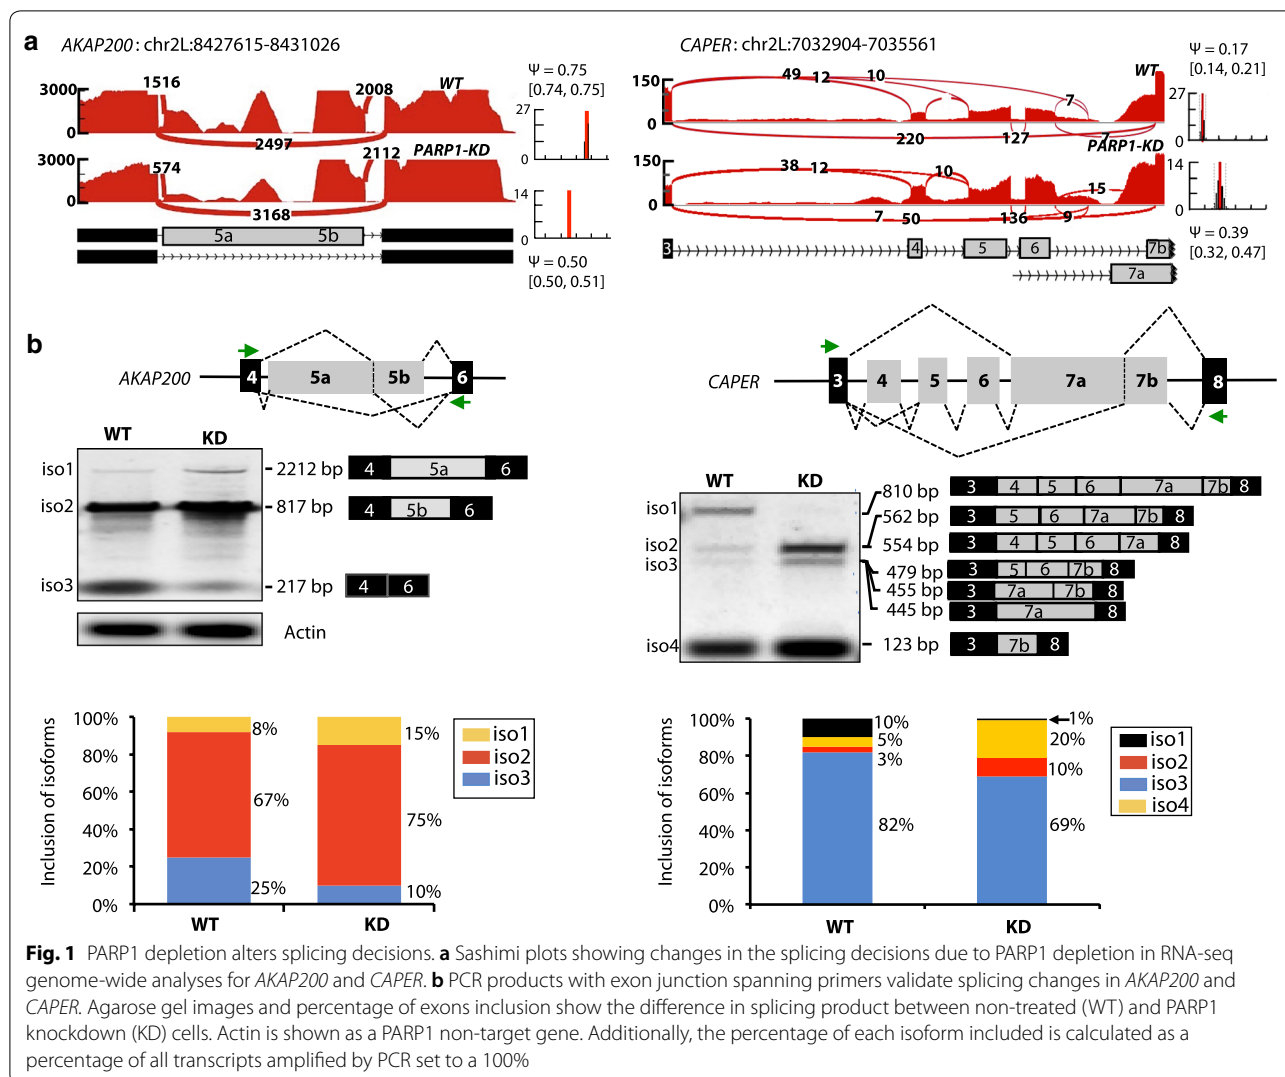 a
AKAP200: chr2L:8427615-8431026
1516
WT
3000
0
2008
2497
3000
0
574
2112
PARP1-KD
3168
5a 5b
Ψ = 0.75
[0.74, 0.75]
27
0
14
0
Ψ = 0.50
[0.50, 0.51]
CAPER: chr2L:7032904-7035561
150
0
49 12 10
WT
7
220 127 7
PARP1-KD
150
0
38 12
10
15
7 50 136 9
3 4 5 6 7b
7a
Ψ = 0.17
[0.14, 0.21]
27
0
14
0
Ψ = 0.39
[0.32, 0.47]
b
AKAP200
4 5a 5b 6
WT KD
iso1 2212 bp 4 5a 6
iso2 817 bp 4 5b 6
iso3 217 bp 4 6
Actin
CAPER
3 4 5 6 7a 7b 8
WT KD
iso1
iso2
iso3
iso4
810 bp 3 4 5 6 7a 7b 8
562 bp 3 5 6 7a 7b 8
554 bp 3 4 5 6 7a 8
479 bp 3 5 6 7b 8
455 bp 3 7a 7b 8
445 bp 3 7a 8
123 bp 3 7b 8
Inclusion of isoforms
100%
80%
60%
40%
20%
0%
8%
67%
25%
15%
75%
10%
WT KD
iso1
iso2
iso3
Inclusion of isoforms
100%
80%
60%
40%
20%
0%
10%
5%
3%
82%
1%
20%
10%
69%
WT KD
iso1
iso2
iso3
iso4
Fig. 1 PARP1 depletion alters splicing decisions. a Sashimi plots showing changes in the splicing decisions due to PARP1 depletion in RNA-seq
genome-wide analyses for AKAP200 and CAPER. b PCR products with exon junction spanning primers validate splicing changes in AKAP200 and
CAPER. Agarose gel images and percentage of exons inclusion show the difference in splicing product between non-treated (WT) and PARP1
knockdown (KD) cells. Actin is shown as a PARP1 non-target gene. Additionally, the percentage of each isoform included is calculated as a
percentage of all transcripts amplified by PCR set to a 100%